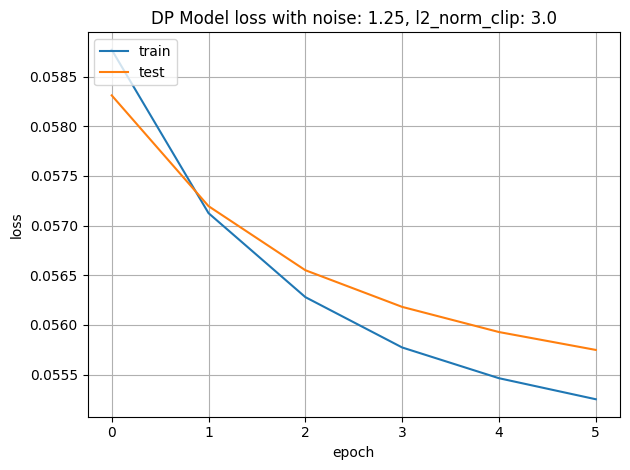 DP Model loss with noise: 1.25, l2_norm_clip: 3.0
train
test
0.0585
0.0580
0.0575
0.0570
0.0565
0.0560
0.0555
loss
0 1 2 3 4 5
epoch